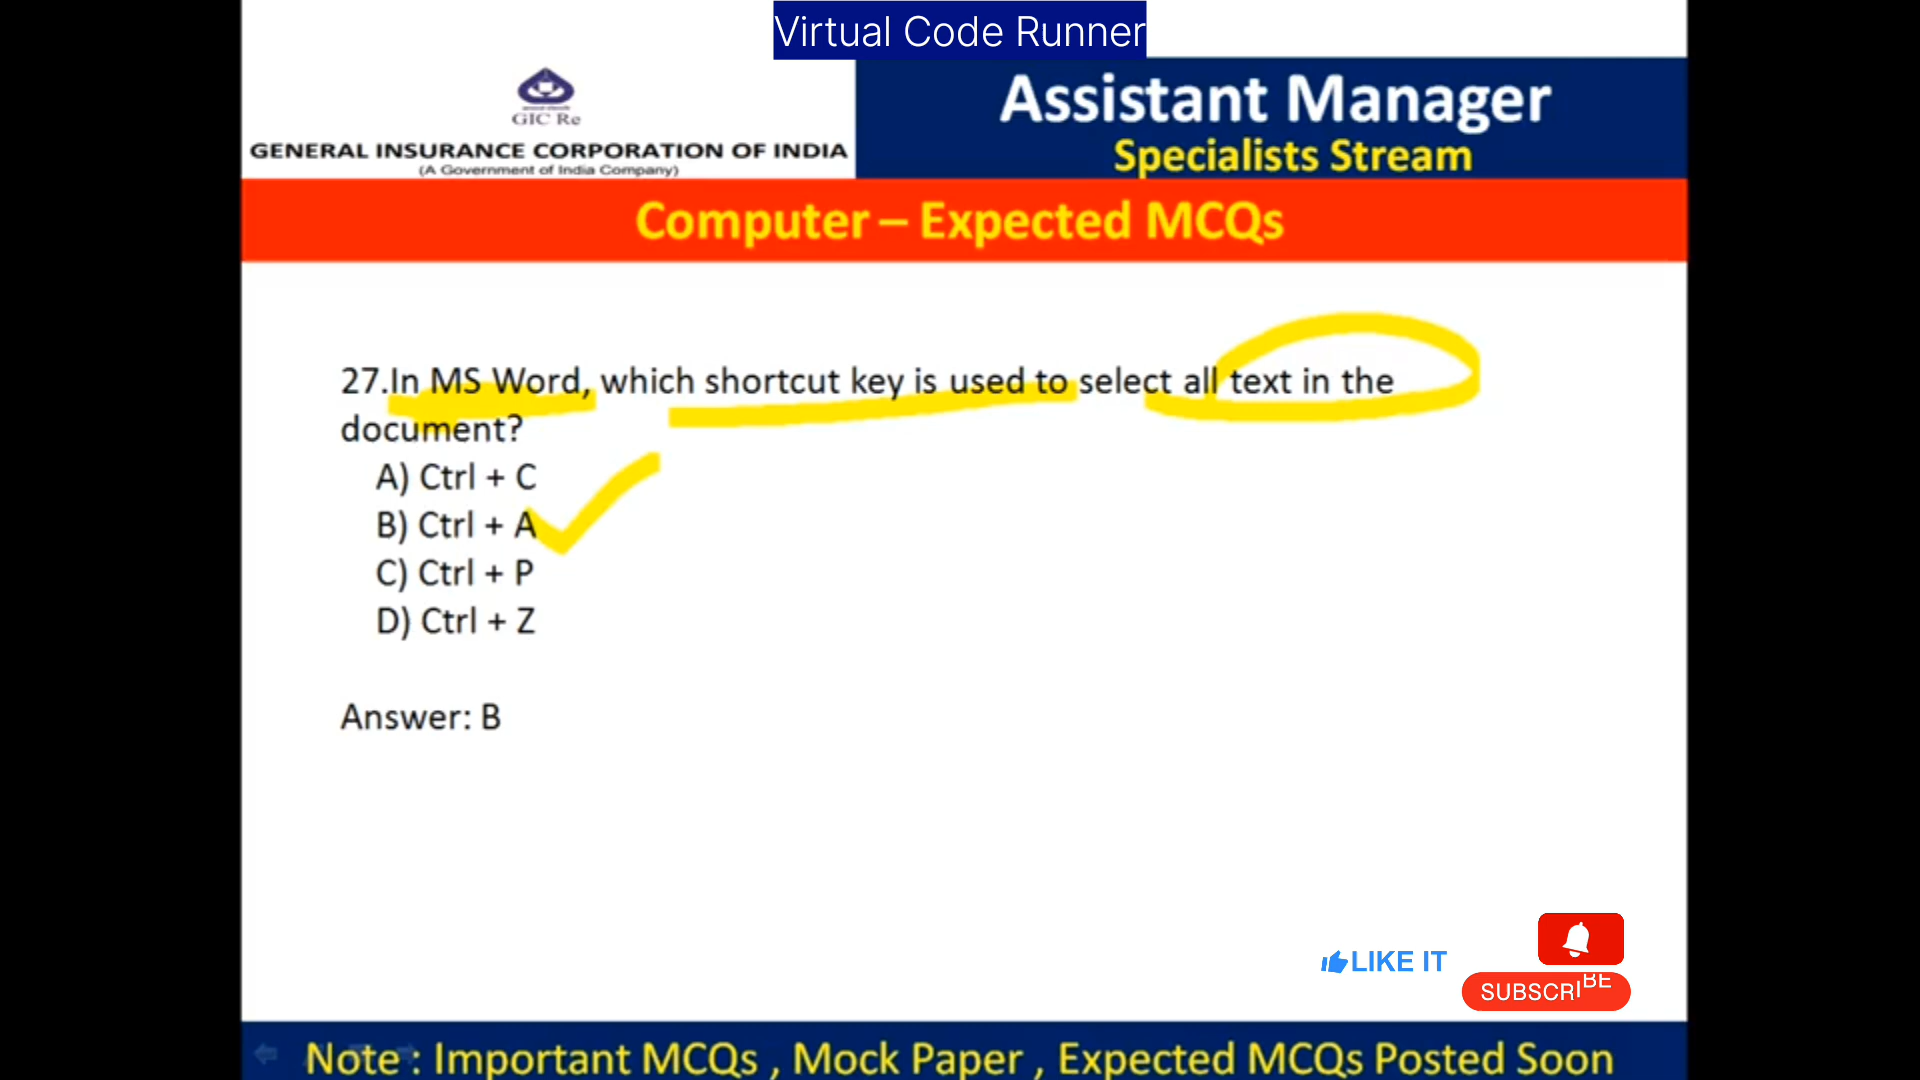 Virtual Code Runner
GIC Re
GENERAL INSURANCE CORPORATION OF INDIA
(A Government of India Company)
Assistant Manager
Specialists Stream
Computer – Expected MCQs
27.In MS Word, which shortcut key is used to select all text in the
document?
A) Ctrl + C
B) Ctrl + A
C) Ctrl + P
D) Ctrl + Z
Answer: B
LIKE IT
SUBSCRIBE
Note : Important MCQs , Mock Paper , Expected MCQs Posted Soon